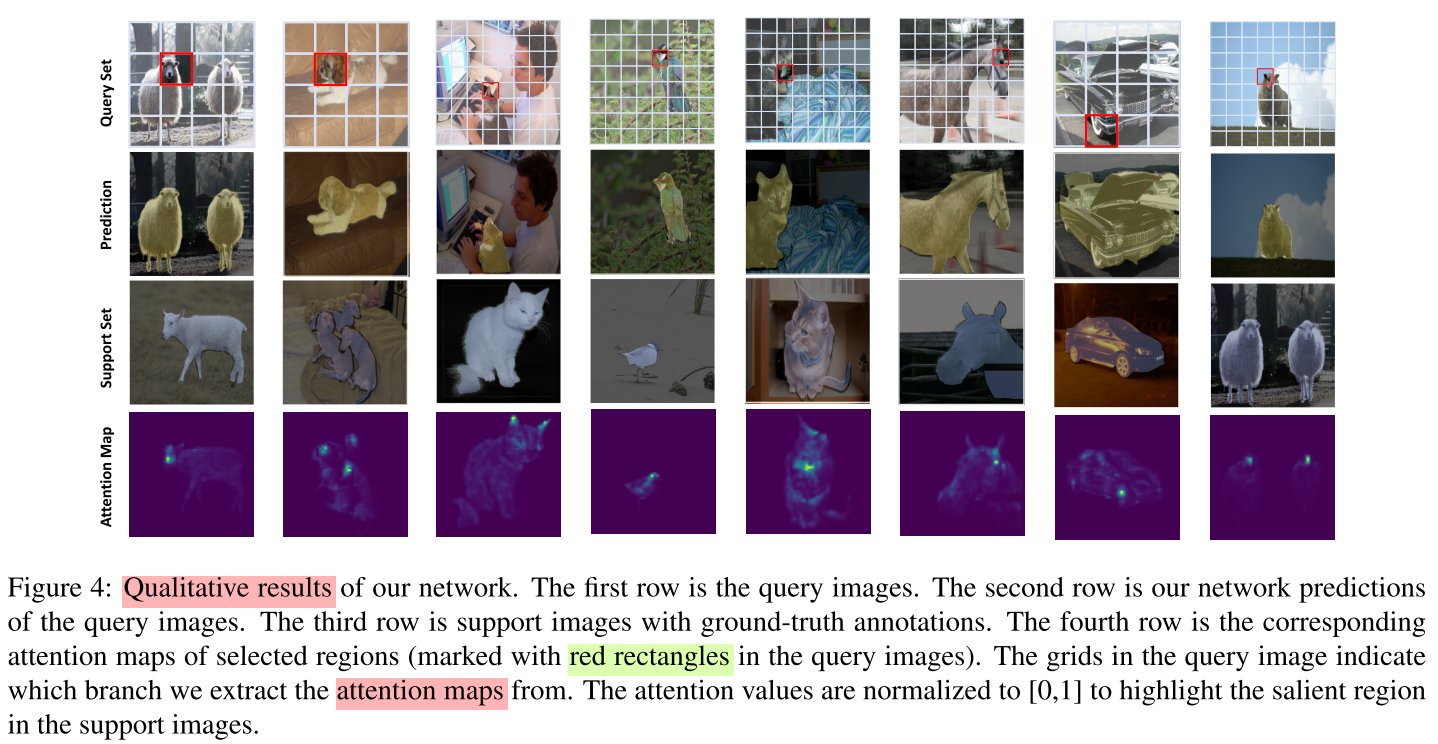 Query Set
Prediction
Support Set
Attention Map
Figure 4: Qualitative results of our network. The first row is the query images. The second row is our network predictions
of the query images. The third row is support images with ground-truth annotations. The fourth row is the corresponding
attention maps of selected regions (marked with red rectangles in the query images). The grids in the query image indicate
which branch we extract the attention maps from. The attention values are normalized to [0,1] to highlight the salient region
in the support images.